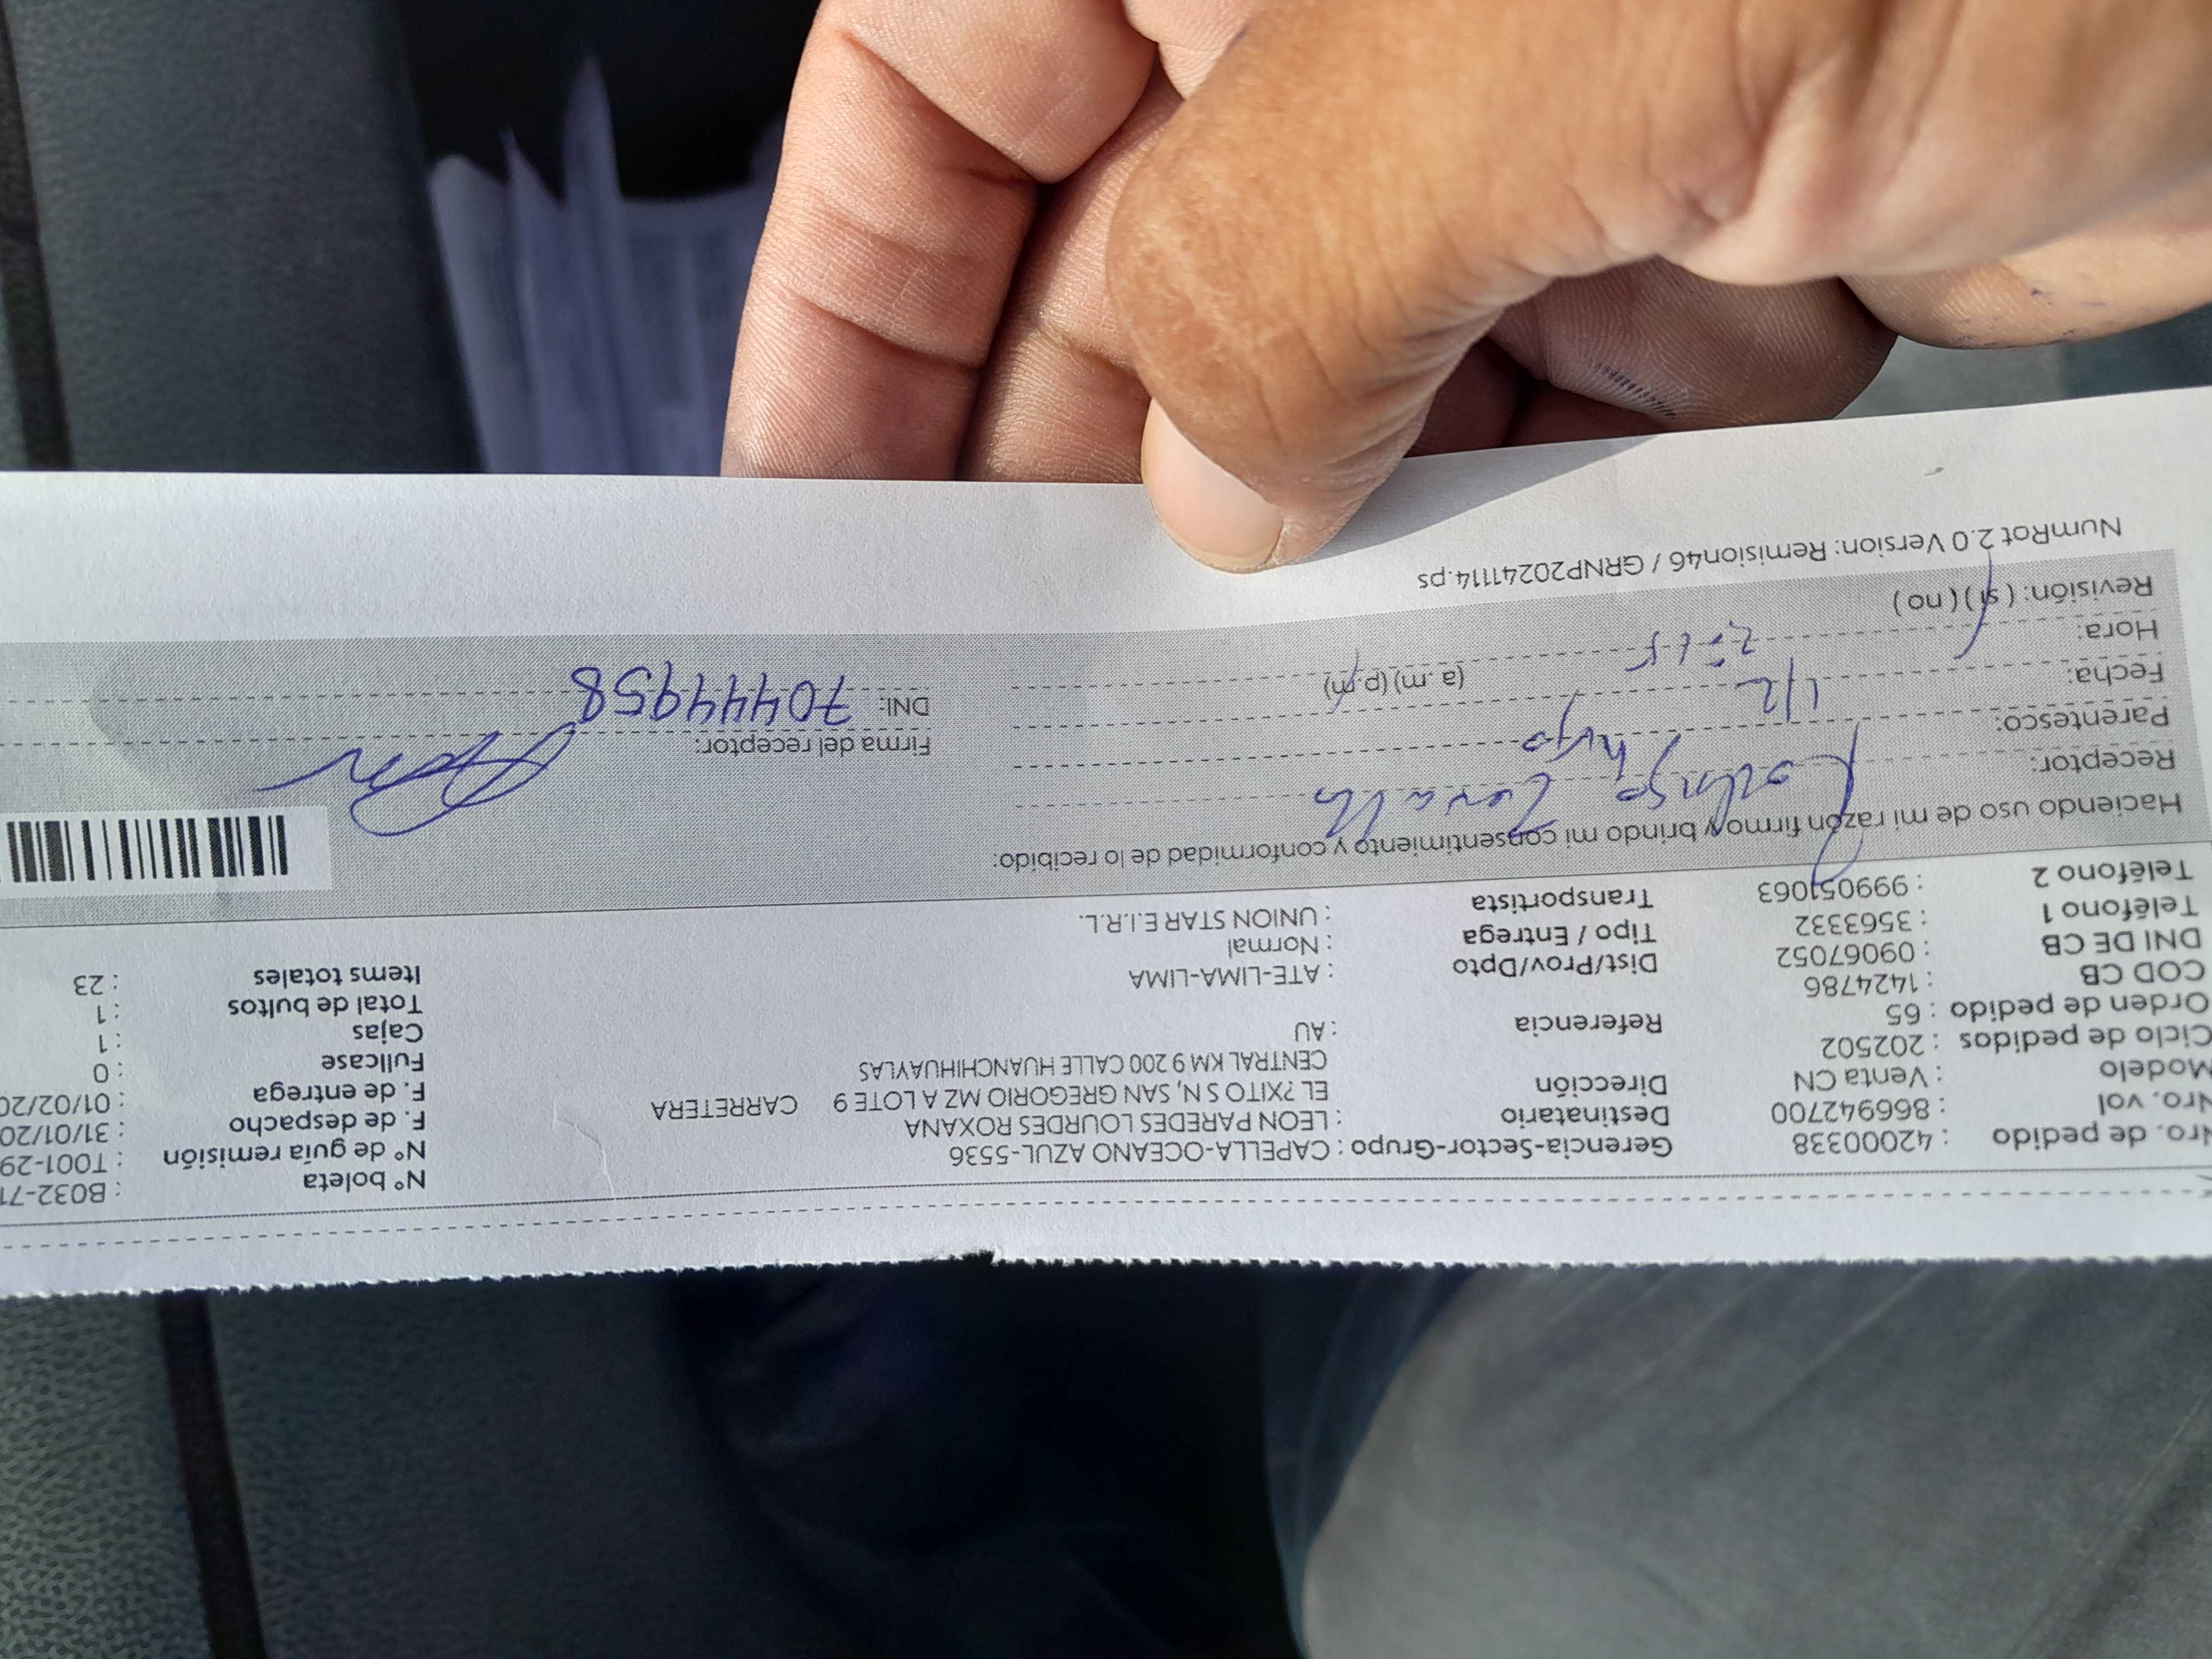 Nro. de pedido : 42000338 Gerencia-Sector-Grupo : CAPELLA-OCEANO AZUL-5536 N° boleta : B032-71
Nro. vol : 866942700 Destinatario : LEON PAREDES LOURDES ROXANA N° de guía remisión : T001-29
Modelo : Venta CN Dirección EL?XITO S N, SAN GREGORIO MZ A LOTE 9 CARRETERA F. de despacho : 31/01/20
Ciclo de pedidos : 202502 CENTRAL KM 9 200 CALLE HUANCHIHUAYLAS F. de entrega : 01/02/20
Orden de pedido : 65 Referencia : AU Fullcase : 0
COD CB : 1424786 Cajas : 1
DNI DE CB : 09067052 Dist/Prov/Dpto : ATE-LIMA-LIMA Total de bultos : 1
Teléfono 1 : 3563332 Tipo / Entrega : Normal Items totales : 23
Teléfono 2 : 999051063 Transportista : UNION STAR E.I.R.L.
Haciendo uso de mi razón firmo y brindo mi consentimiento y conformidad de lo recibido:
Receptor:
Parentesco: hijo Firma del receptor:
Fecha: 1/2 DNI: 70444958
Hora: (a. m) (p.m)
Revisión: ( si ) ( no )
NumRot 2.0 Version: Remision46 / GRNP20241114.ps